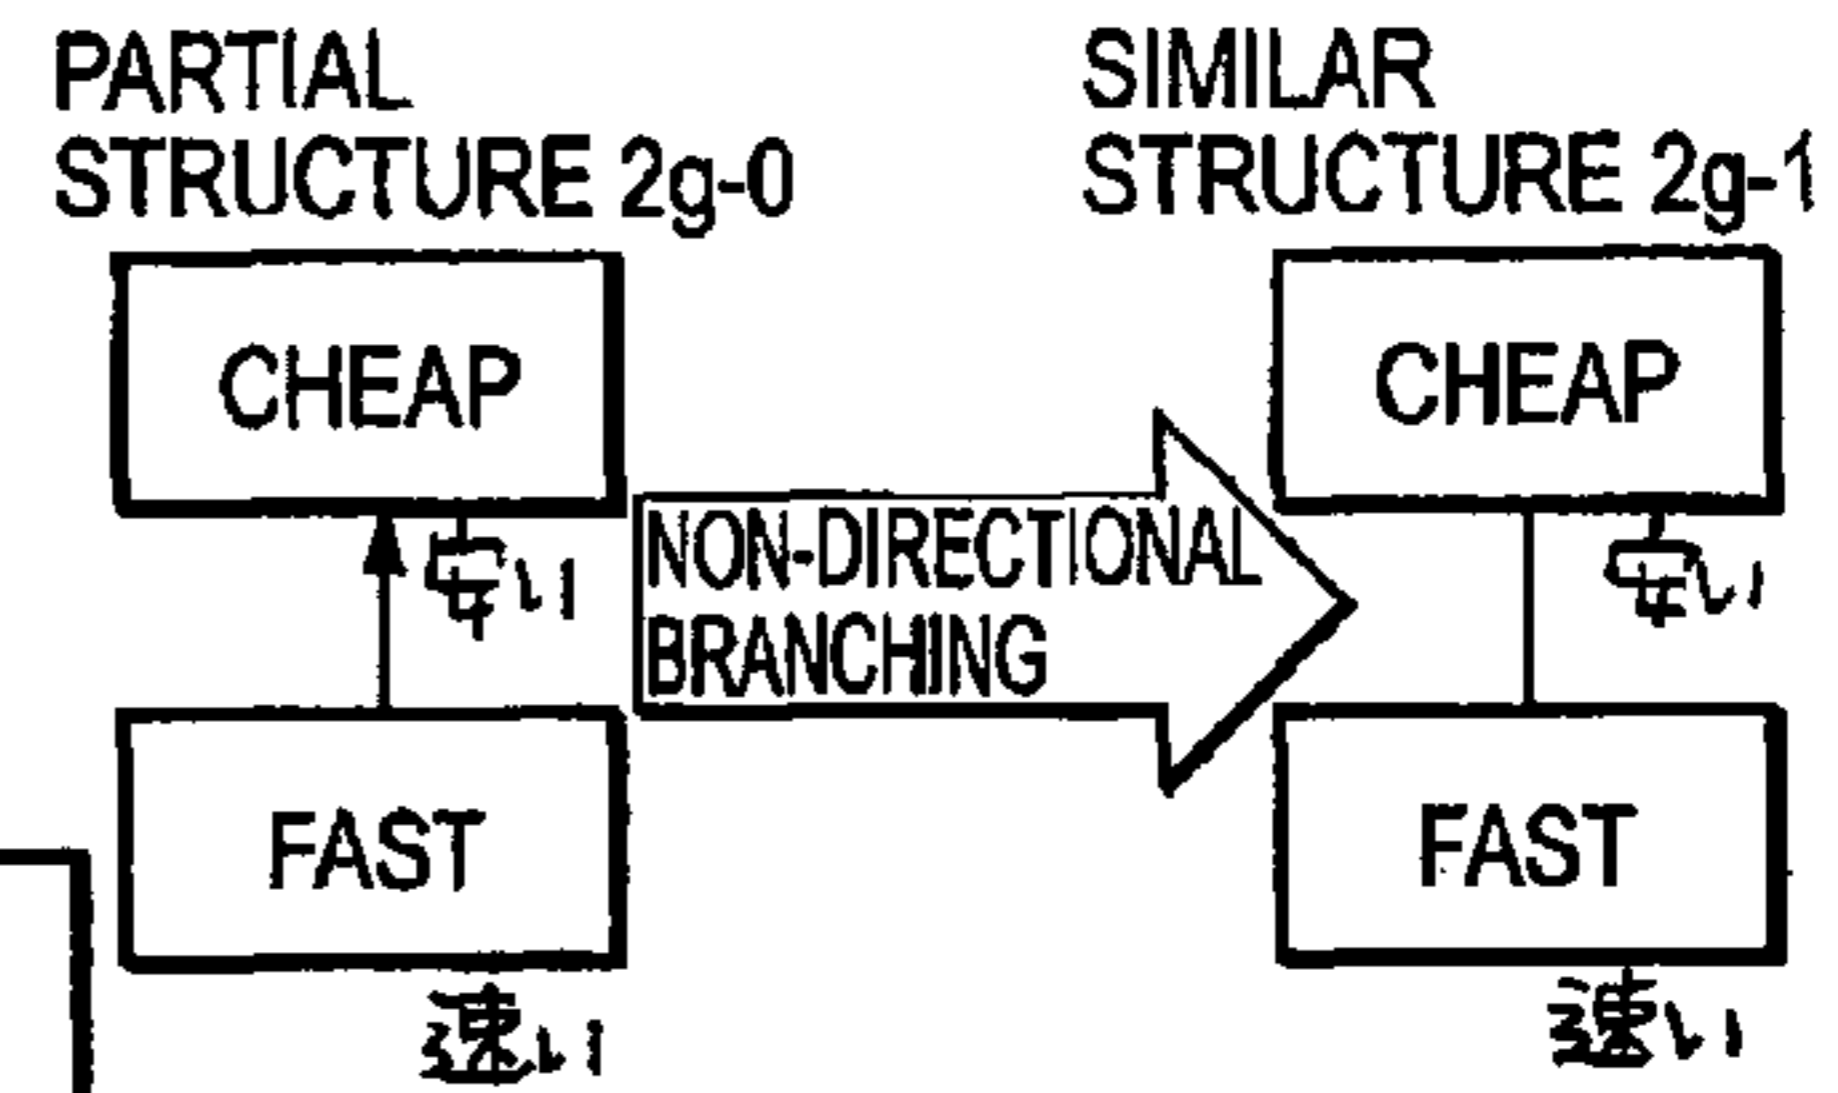 PARTIAL
STRUCTURE 2g-0
CHEAP
安い
FAST
速い
NON-DIRECTIONAL
BRANCHING
SIMILAR
STRUCTURE 2g-1
CHEAP
安い
FAST
速い